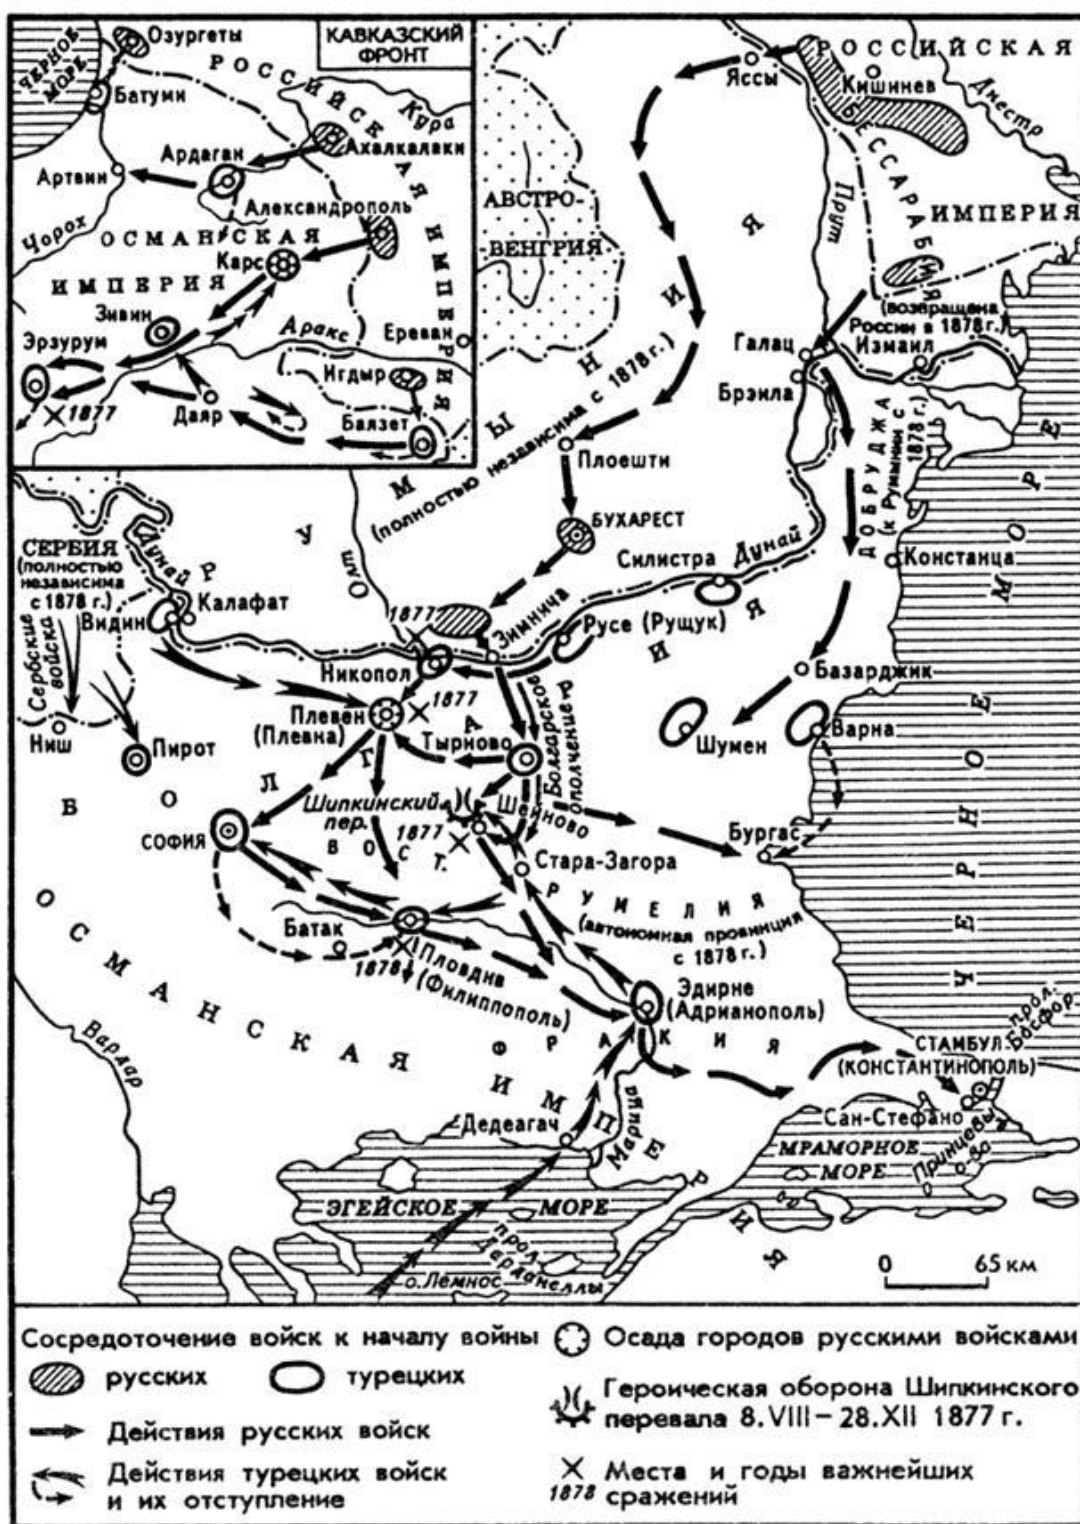 КАВКАЗСКИЙ
ФРОНТ
ЧЕРНОЕ
МОРЕ
Озургеты
Батуми
РОССИЙСКАЯ
ИМПЕРИЯ
Кура
Ардаган
Ахалкалаки
Артвин
Чорох
Александрополь
ОСМАНСКАЯ
ИМПЕРИЯ
Карс
Зивин
Эрзурум
Аракс
Ереван
Игдыр
1877
Даяр
Баязет
РОССИЙСКАЯ
ИМПЕРИЯ
Яссы
Кишинев
Днестр
БЕССАРАБИЯ
(возвращена
России в 1878 г.)
Прут
АВСТРО-
ВЕНГРИЯ
РУМЫНИЯ
(полностью независима с 1878 г.)
Галац
Измаил
Брэила
Плоешти
БУХАРЕСТ
ДОБРУДЖА
(к Румынии с
1878 г.)
Силистра
Дунай
Констанца
СЕРБИЯ
(полностью
независима
с 1878 г.)
Дунай
Калафат
Видин
Сербские
войска
Ниш
Пирот
Олт
1877
Зимнича
Никопол
Русе (Рущук)
Базарджик
1877
Плевен
(Плевна)
Тырново
Болгарское
ополчение
Шумен
Варна
БОЛГАРИЯ
Шипкинский
пер.
Шейново
1877
София
Стара-Загора
Бургас
ВОСТ.
РУМЕЛИЯ
(автономная провинция
с 1878 г.)
Батак
1878
Пловдив
(Филиппополь)
Эдирне
(Адрианополь)
ФРАКИЯ
ОСМАНСКАЯ ИМПЕРИЯ
Вардар
Марица
Дедеагач
СТАМБУЛ
(КОНСТАНТИНОПОЛЬ)
прол.
Босфор
Сан-Стефано
Принцевы
о-ва
МРАМОРНОЕ
МОРЕ
ЧЕРНОЕ МОРЕ
ЭГЕЙСКОЕ МОРЕ
прол.
Дарданеллы
о. Лемнос
0 65 км
Сосредоточение войск к началу войны
русских
турецких
Действия русских войск
Действия турецких войск
и их отступление
Осада городов русскими войсками
Героическая оборона Шипкинского
перевала 8.VIII–28.XII 1877 г.
1878
Места и годы важнейших
сражений